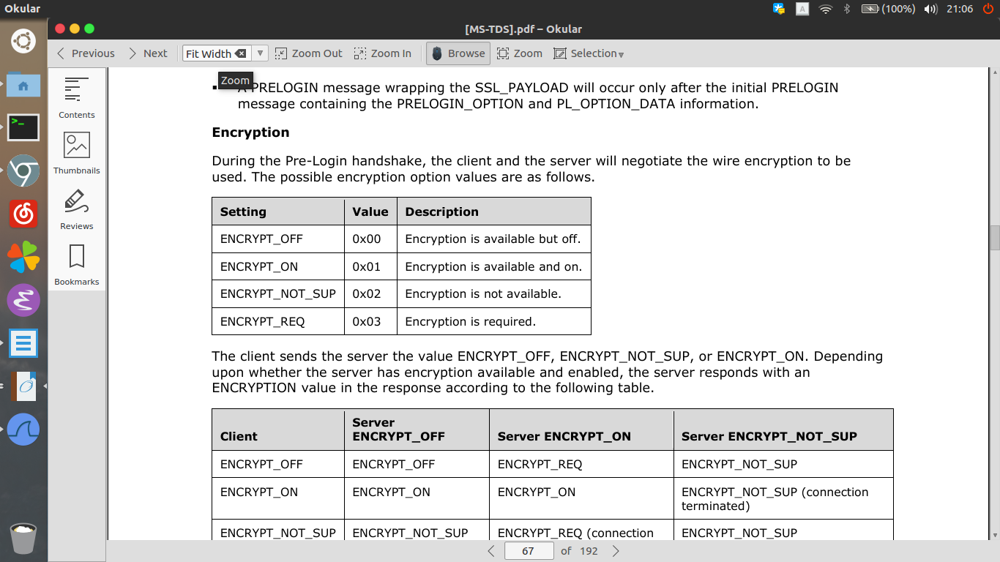 Okular
A
(100%)
21:06
[MS-TDS].pdf – Okular
Previous
Next
Fit Width
Zoom Out
Zoom In
Browse
Zoom
Selection
Zoom
Contents
Thumbnails
Reviews
Bookmarks
▪ A PRELOGIN message wrapping the SSL_PAYLOAD will occur only after the initial PRELOGIN
message containing the PRELOGIN_OPTION and PL_OPTION_DATA information.
Encryption
During the Pre-Login handshake, the client and the server will negotiate the wire encryption to be
used. The possible encryption option values are as follows.
Setting Value Description
ENCRYPT_OFF 0x00 Encryption is available but off.
ENCRYPT_ON 0x01 Encryption is available and on.
ENCRYPT_NOT_SUP 0x02 Encryption is not available.
ENCRYPT_REQ 0x03 Encryption is required.
The client sends the server the value ENCRYPT_OFF, ENCRYPT_NOT_SUP, or ENCRYPT_ON. Depending
upon whether the server has encryption available and enabled, the server responds with an
ENCRYPTION value in the response according to the following table.
Client
Server
ENCRYPT_OFF
Server ENCRYPT_ON
Server ENCRYPT_NOT_SUP
ENCRYPT_OFF ENCRYPT_OFF ENCRYPT_REQ ENCRYPT_NOT_SUP
ENCRYPT_ON ENCRYPT_ON ENCRYPT_ON ENCRYPT_NOT_SUP (connection
terminated)
ENCRYPT_NOT_SUP ENCRYPT_NOT_SUP ENCRYPT_REQ (connection ENCRYPT_NOT_SUP
67 of 192